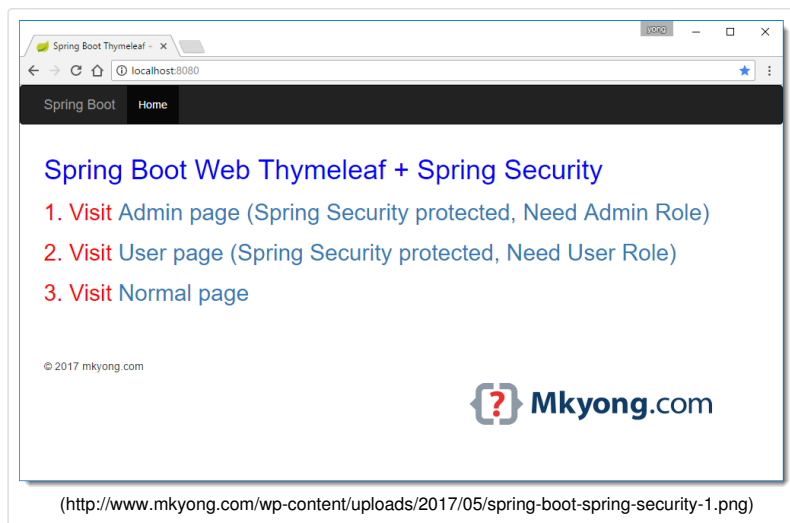 yong
Spring Boot Thymeleaf -
localhost:8080
Spring Boot Home
Spring Boot Web Thymeleaf + Spring Security
1. Visit Admin page (Spring Security protected, Need Admin Role)
2. Visit User page (Spring Security protected, Need User Role)
3. Visit Normal page
© 2017 mkyong.com
{?} Mkyong.com
(http://www.mkyong.com/wp-content/uploads/2017/05/spring-boot-spring-security-1.png)